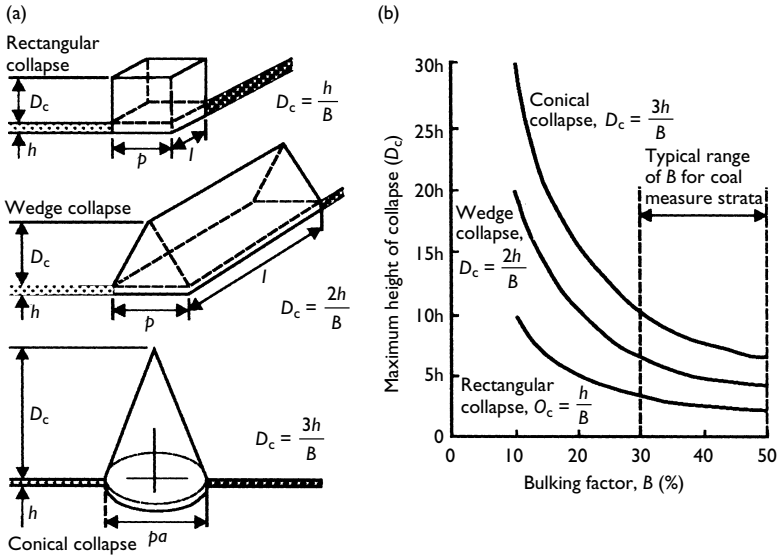 (a)
Rectangular
collapse
D_c
h
p
l
D_c = h/B
Wedge collapse
D_c
h
p
l
D_c = 2h/B
D_c
h
pa
D_c = 3h/B
Conical collapse
(b)
Maximum height of collapse (D_c)
30h
25h
20h
15h
10h
5h
0
Conical
collapse, D_c = 3h/B
Typical range
of B for coal
measure strata
Wedge
collapse,
D_c = 2h/B
Rectangular
collapse, O_c = h/B
0 10 20 30 40 50
Bulking factor, B (%)